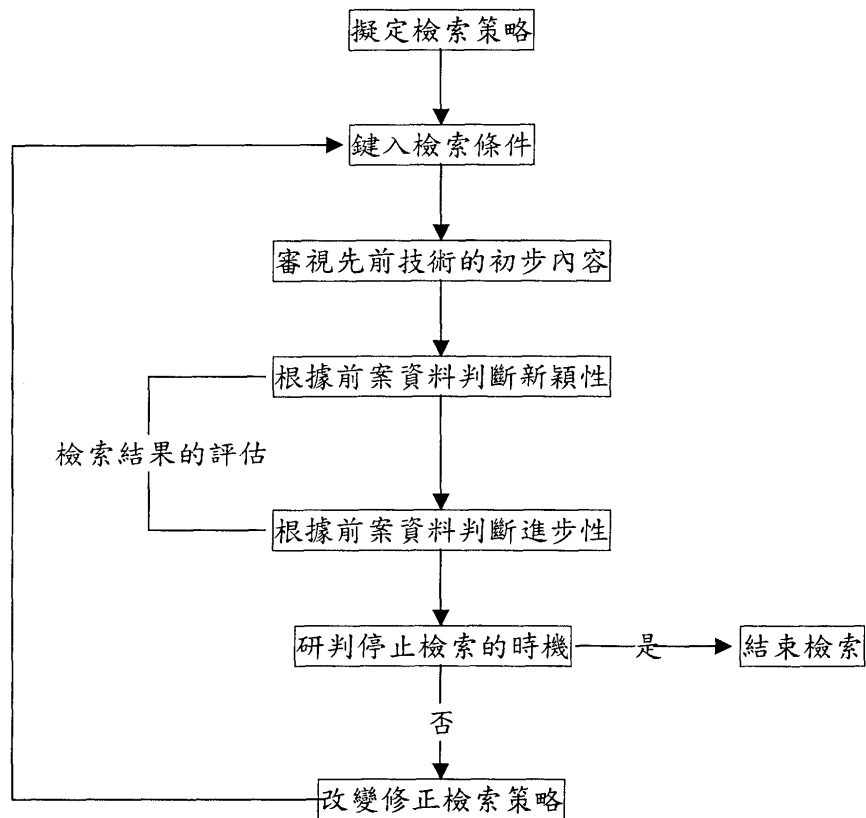 擬定檢索策略
鍵入檢索條件
審視先前技術的初步內容
根據前案資料判斷新穎性
檢索結果的評估
根據前案資料判斷進步性
研判停止檢索的時機
是
結束檢索
否
改變修正檢索策略